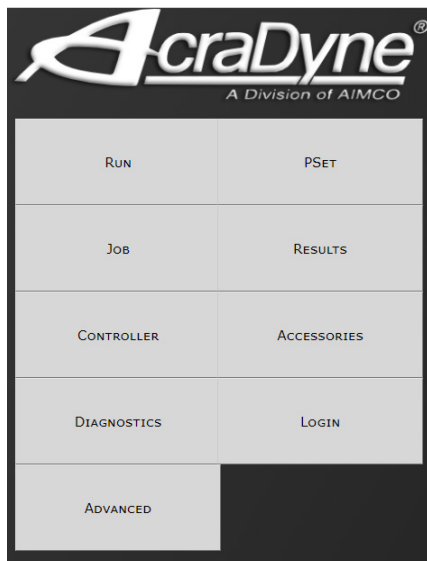 AcraDyne®
A Division of AIMCO
Run PSet
Job Results
Controller Accessories
Diagnostics Login
Advanced